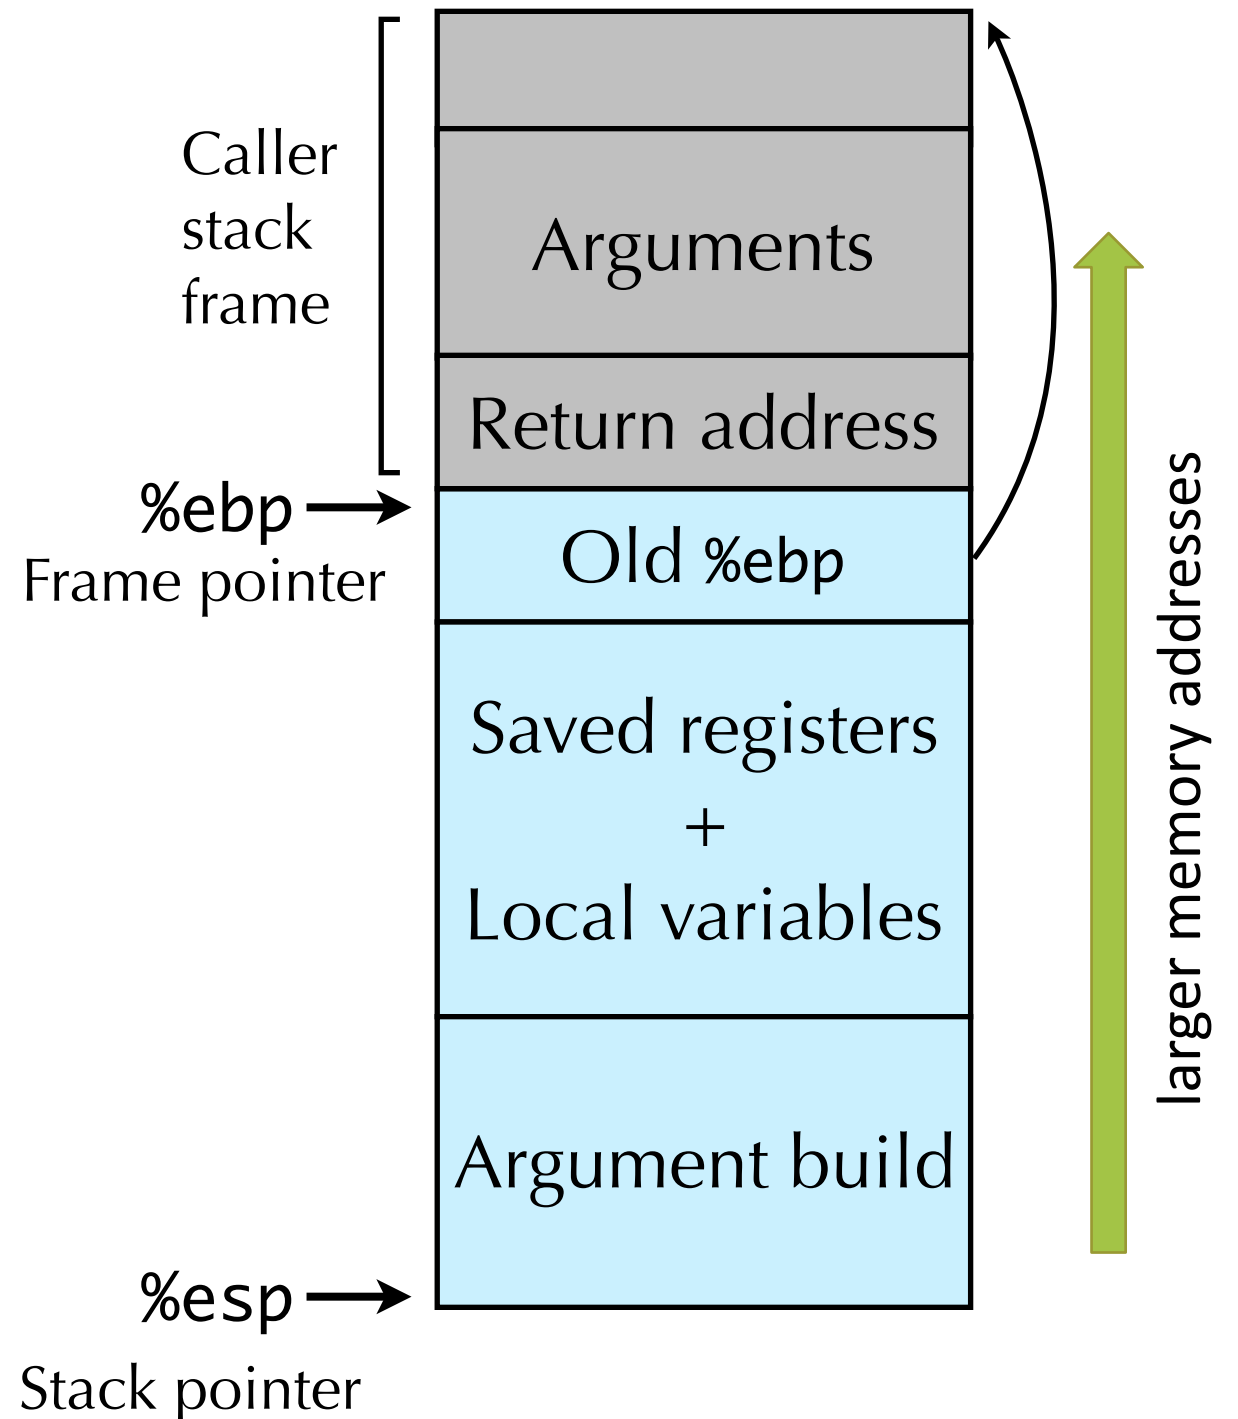 Caller
stack
frame
Arguments
Return address
%ebp
Frame pointer
Old %ebp
Saved registers
+
Local variables
Argument build
%esp
Stack pointer
larger memory addresses